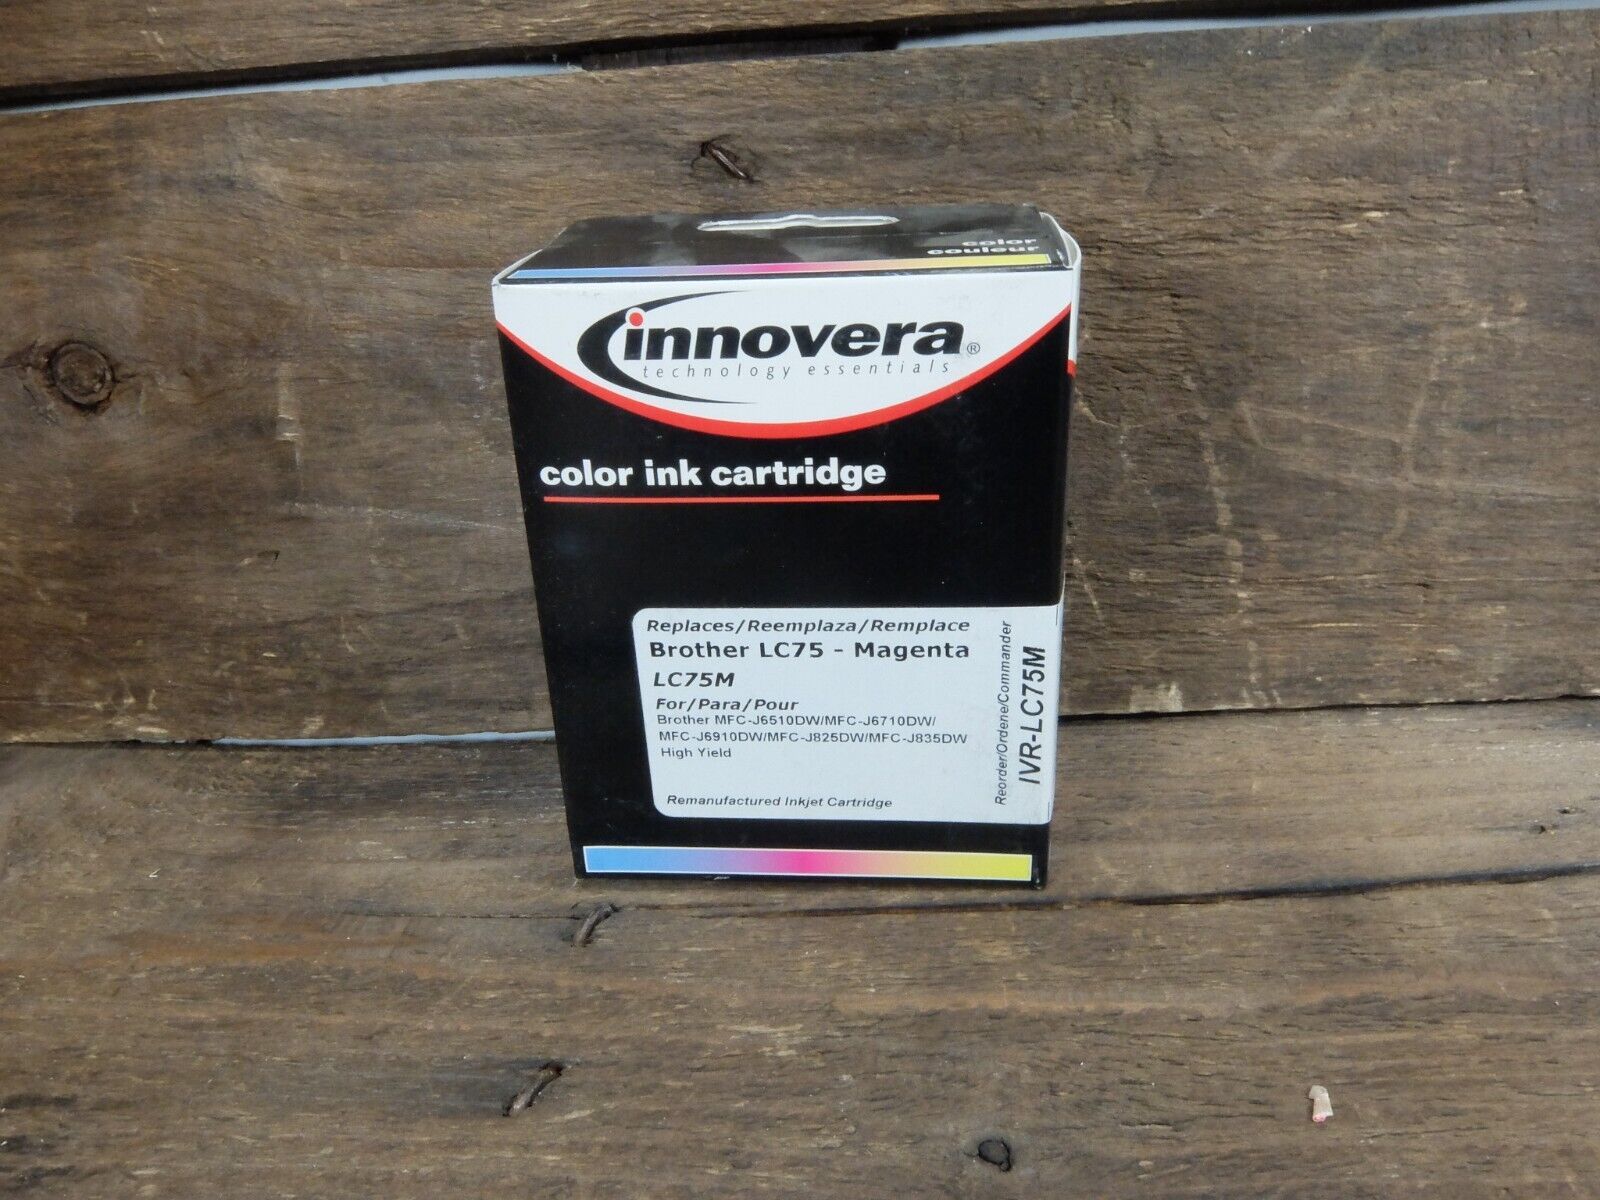 color
couleur
innovera®
technology essentials
color ink cartridge
Replaces/Reemplaza/Remplace
Brother LC75 - Magenta
LC75M
For/Para/Pour
Brother MFC-J6510DW/MFC-J6710DW/
MFC-J6910DW/MFC-J825DW/MFC-J835DW
High Yield
Remanufactured Inkjet Cartridge
Reorder/Ordene/Commander
IVR-LC75M